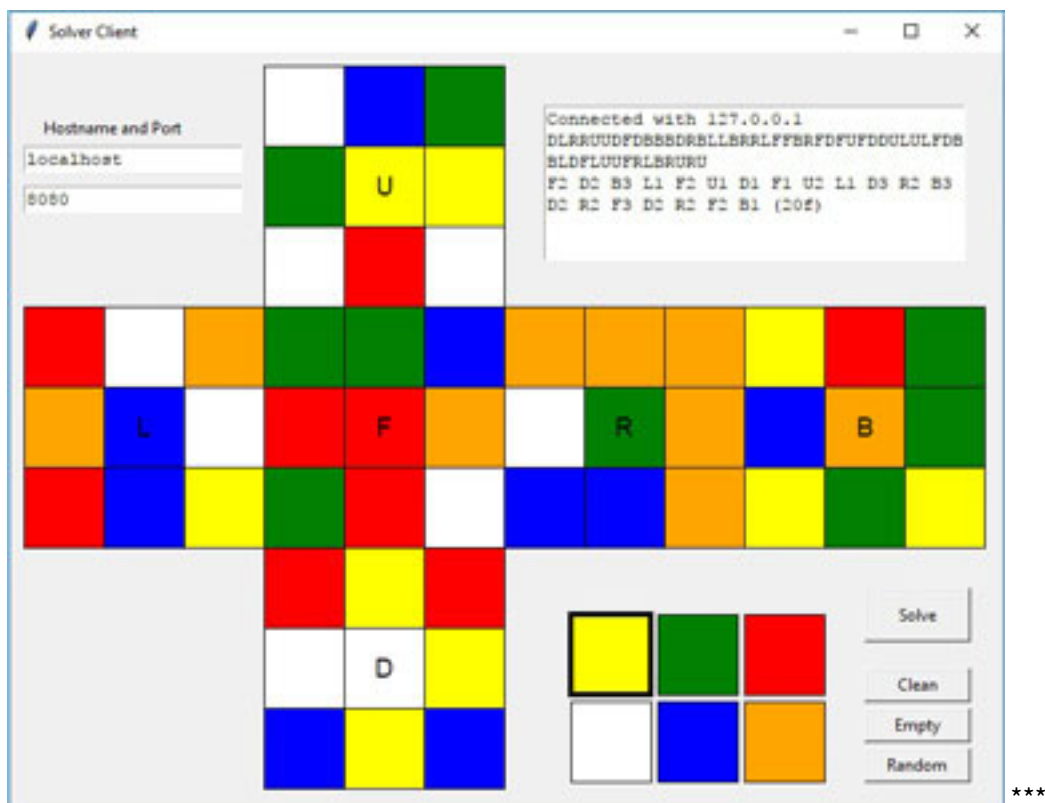 Solver Client
Hostname and Port
localhost
8080
Connected with 127.0.0.1
DLRRUUDFDBBBDRBLLBRRLFFBRFDFUFDDULULFDB
BLDFLUUFRLBRURU
F2 D2 B3 L1 F2 U1 D1 F1 U2 L1 D3 R2 B3
D2 R2 F3 D2 R2 F2 B1 (20f)
U
L F R B
D
Solve
Clean
Empty
Random
***